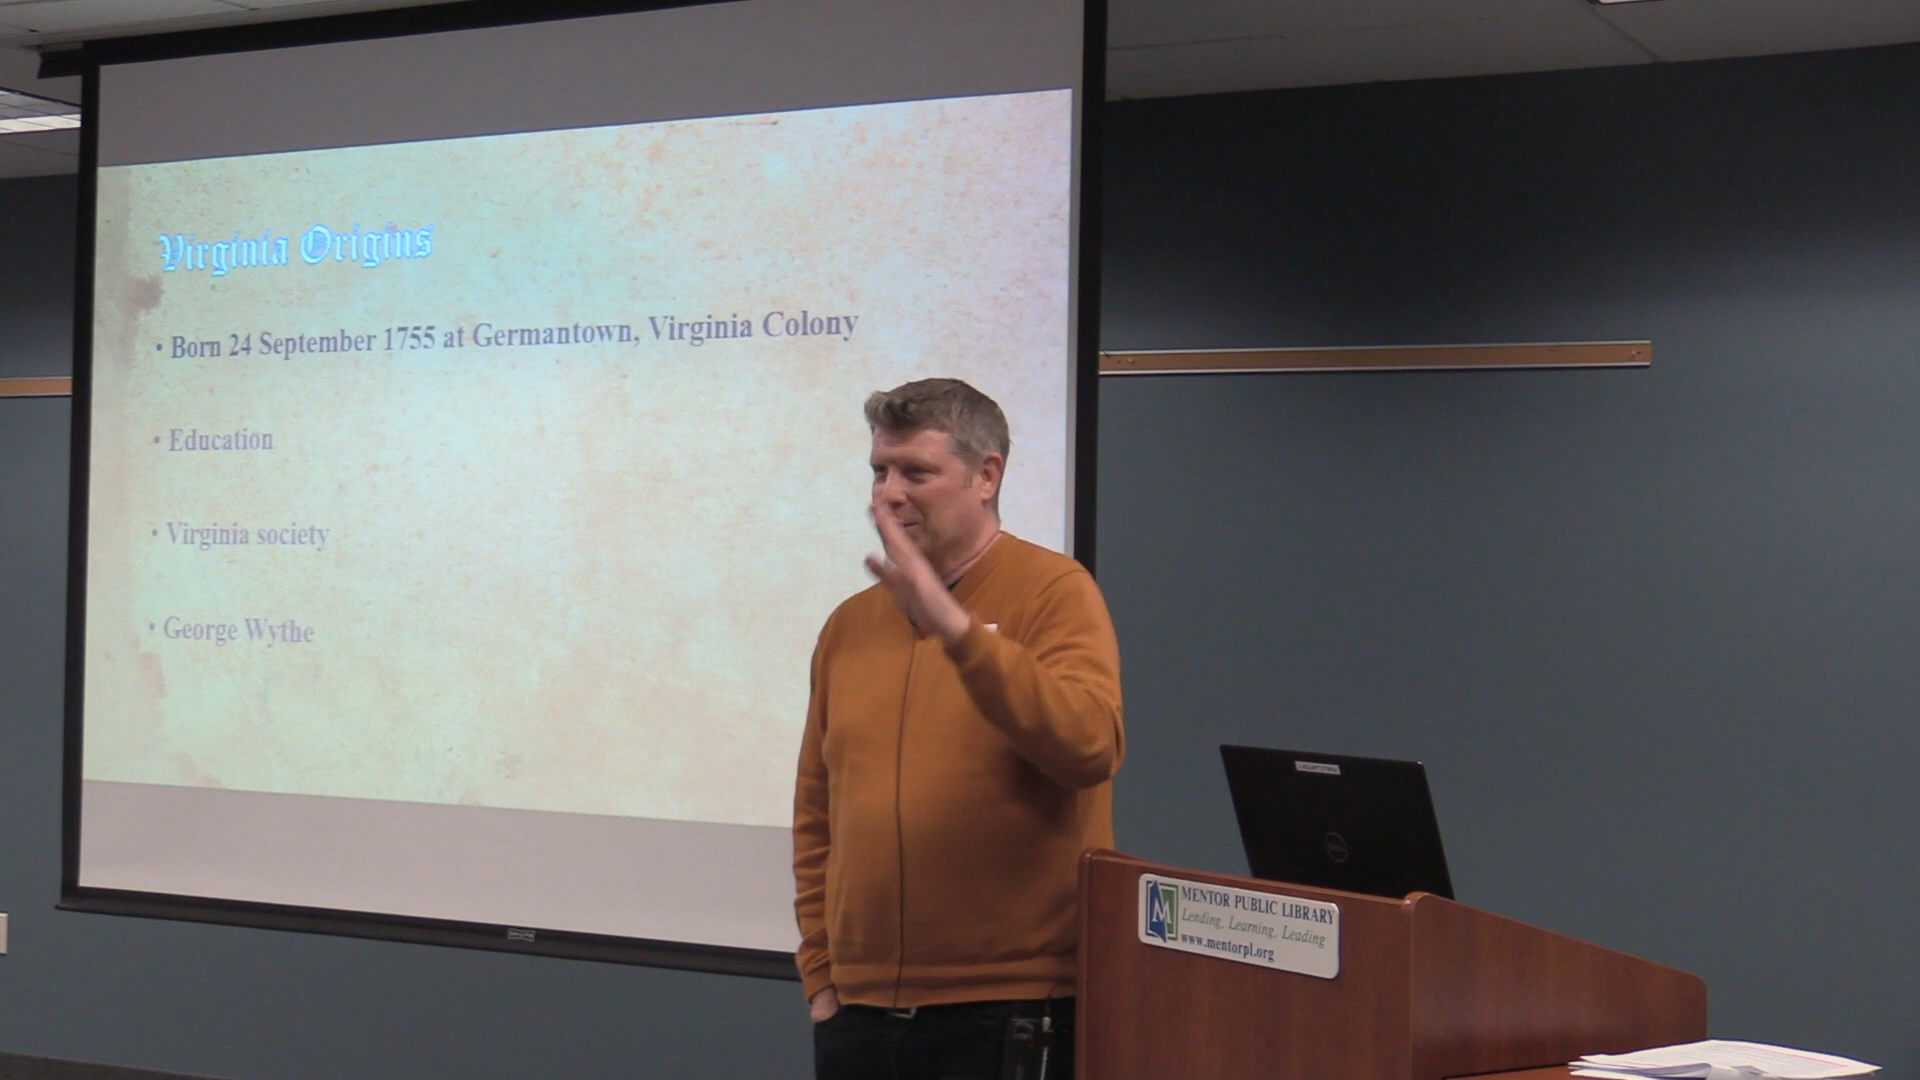 Virginia Origins
• Born 24 September 1755 at Germantown, Virginia Colony
• Education
• Virginia society
• George Wythe
MENTOR PUBLIC LIBRARY
Lending, Learning, Leading
www.mentorpl.org
M
DELL